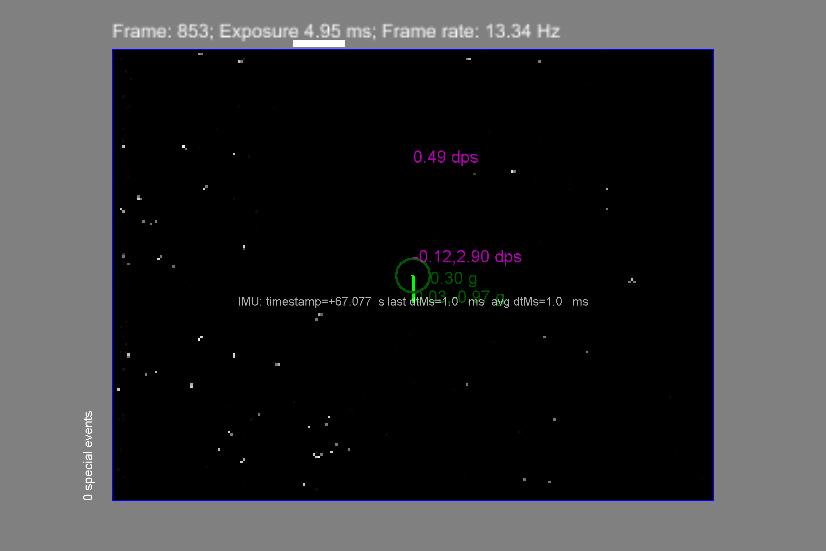 Frame: 853; Exposure 4.95 ms; Frame rate: 13.34 Hz
0.49 dps
-0.12,2.90 dps
0.30 g
0.97 g
IMU: timestamp=+67.077 s last dtMs=1.0 ms avg dtMs=1.0 ms
0 special events